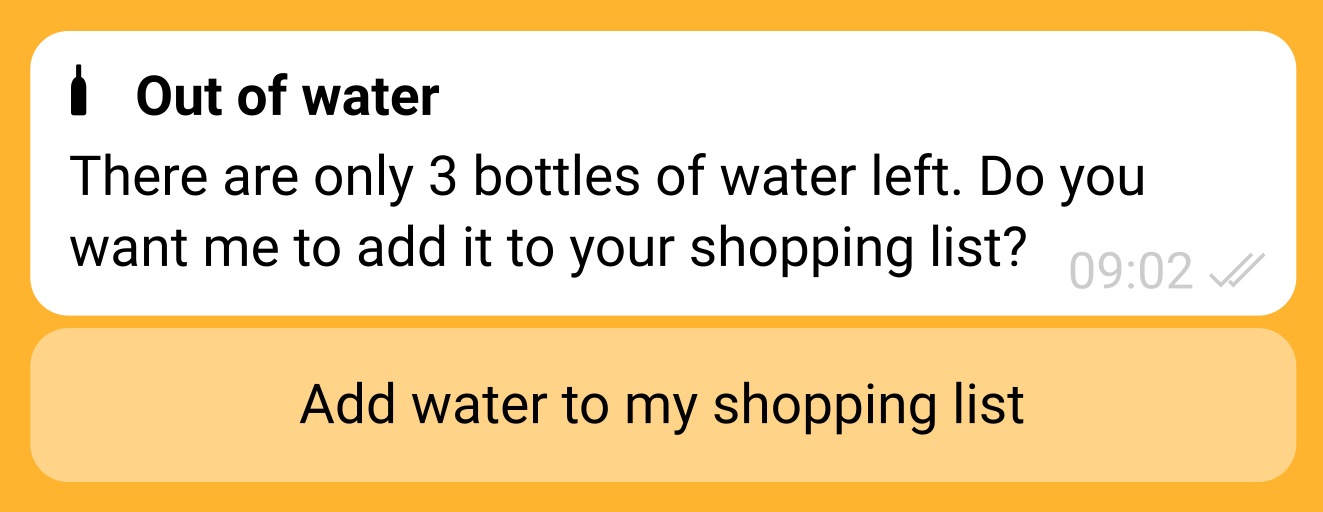 Out of water
There are only 3 bottles of water left. Do you
want me to add it to your shopping list?
09:02
Add water to my shopping list